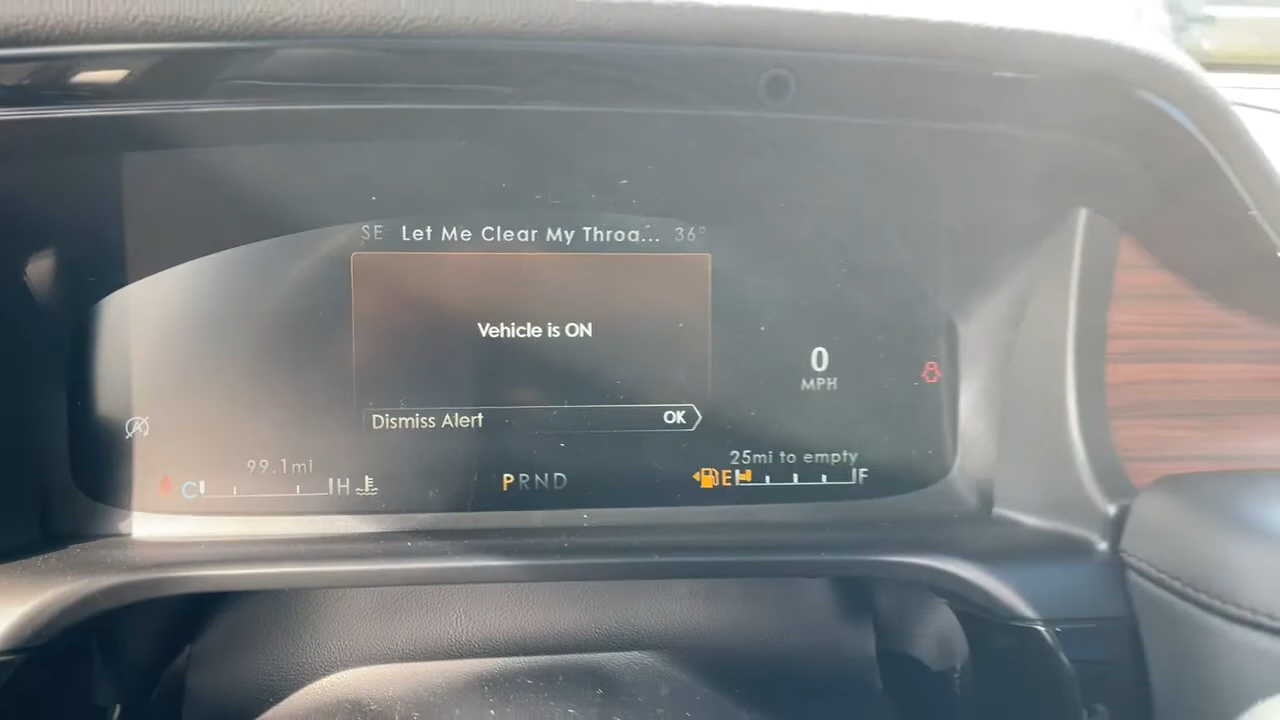 SE Let Me Clear My Throa... 36°
Vehicle is ON
0
MPH
Dismiss Alert OK
99.1mi
25mi to empty
C H
PRND
E F